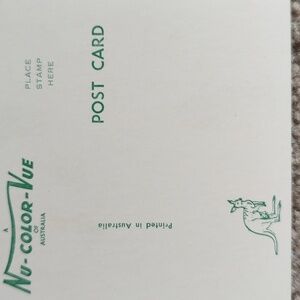 A
NU-COLOR-VUE
OF
AUSTRALIA
PLACE
STAMP
HERE
POST CARD
Printed in Australia